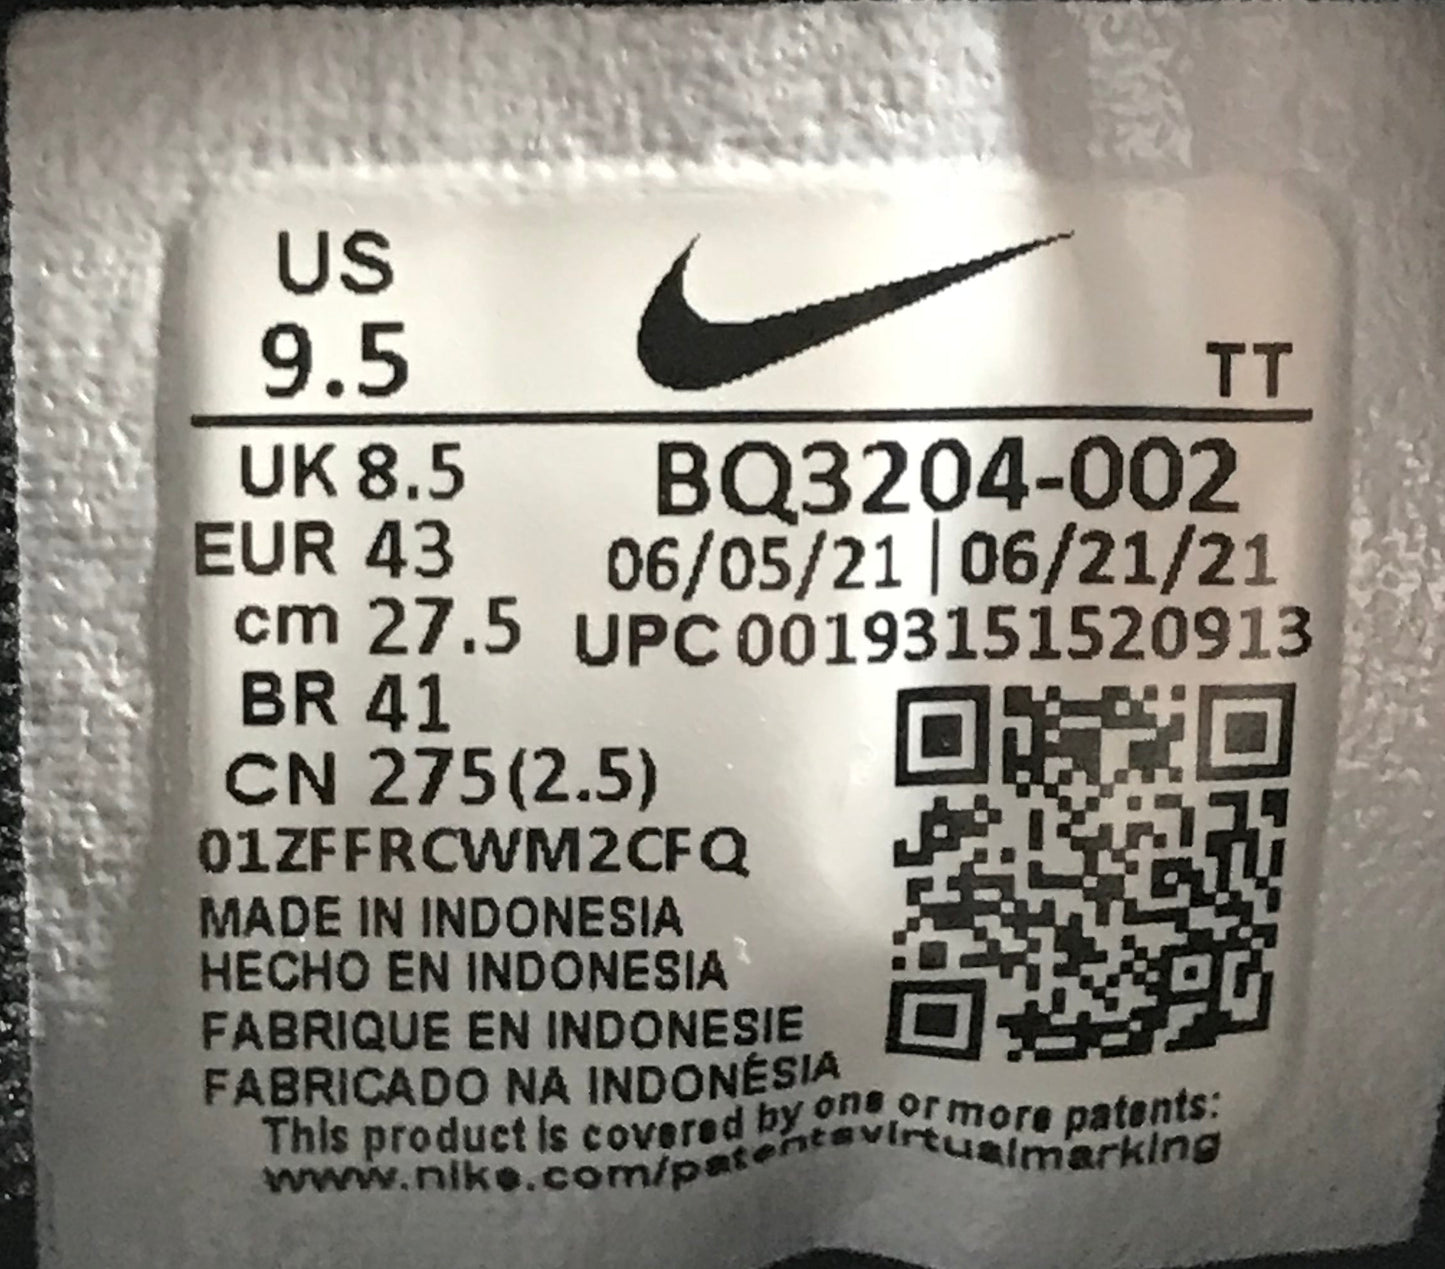 US
9.5
TT
UK 8.5
EUR 43
cm 27.5
BR 41
CN 275(2.5)
BQ3204-002
06/05/21 | 06/21/21
UPC 00193151520913
01ZFFRCWM2CFQ
MADE IN INDONESIA
HECHO EN INDONESIA
FABRIQUE EN INDONESIE
FABRICADO NA INDONÉSIA
This product is covered by one or more patents:
www.nike.com/patentsvirtualmarking